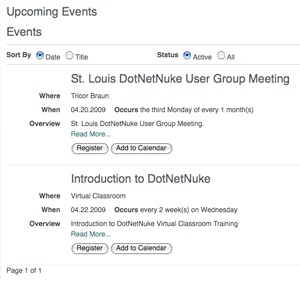 Upcoming Events
Events
Sort By Date Title Status Active All
St. Louis DotNetNuke User Group Meeting
Where Tricor Braun
When 04.20.2009 Occurs the third Monday of every 1 month(s)
Overview St. Louis DotNetNuke User Group Meeting.
Read More...
Register Add to Calendar
Introduction to DotNetNuke
Where Virtual Classroom
When 04.22.2009 Occurs every 2 week(s) on Wednesday
Overview Introduction to DotNetNuke Virtual Classroom Training
Read More...
Register Add to Calendar
Page 1 of 1